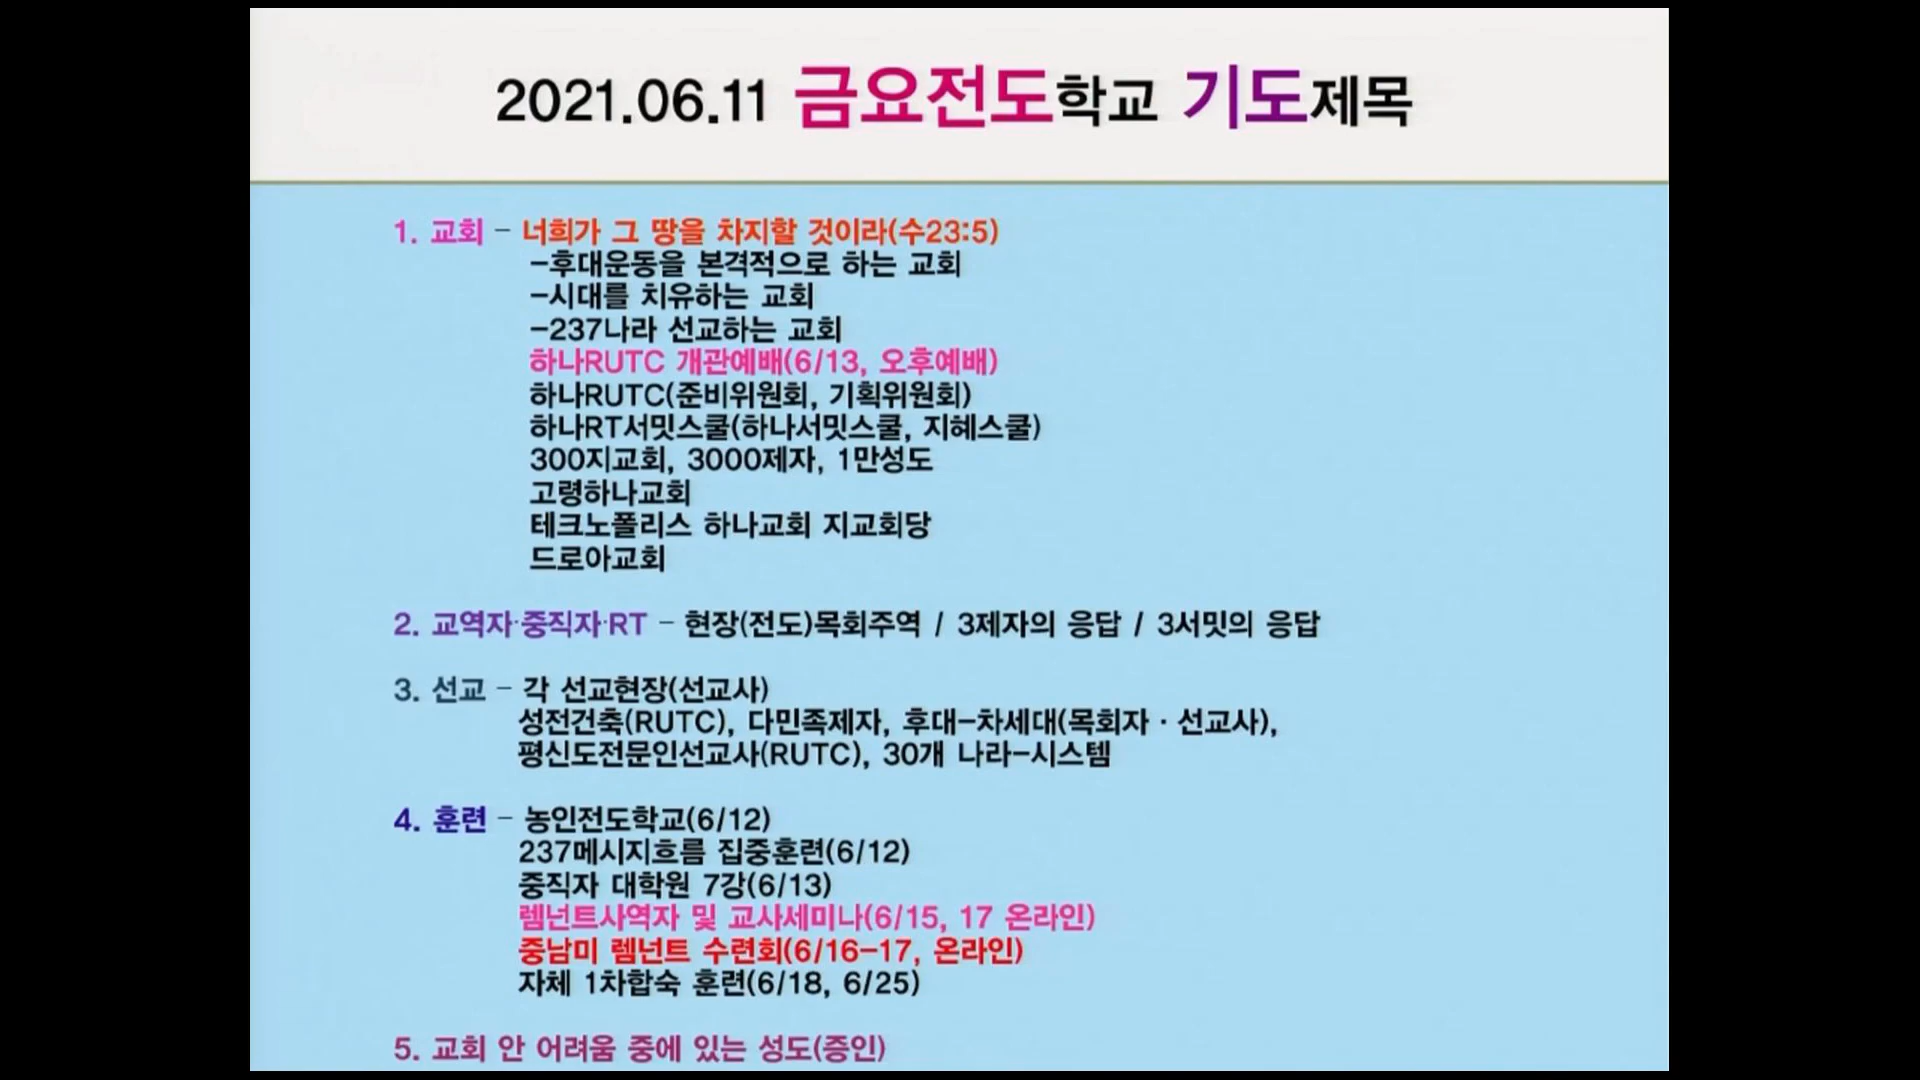 2021.06.11 금요전도학교 기도제목
1. 교회 - 너희가 그 땅을 차지할 것이라(수23:5)
-후대운동을 본격적으로 하는 교회
-시대를 치유하는 교회
-237나라 선교하는 교회
하나RUTC 개관예배(6/13, 오후예배)
하나RUTC(준비위원회, 기획위원회)
하나RT서밋스쿨(하나서밋스쿨, 지혜스쿨)
300지교회, 3000제자, 1만성도
고령하나교회
테크노폴리스 하나교회 지교회당
드로아교회
2. 교역자·중직자·RT - 현장(전도)목회주역 / 3제자의 응답 / 3서밋의 응답
3. 선교 - 각 선교현장(선교사)
성전건축(RUTC), 다민족제자, 후대-차세대(목회자 · 선교사),
평신도전문인선교사(RUTC), 30개 나라-시스템
4. 훈련 - 농인전도학교(6/12)
237메시지흐름 집중훈련(6/12)
중직자 대학원 7강(6/13)
렘넌트사역자 및 교사세미나(6/15, 17 온라인)
중남미 렘넌트 수련회(6/16-17, 온라인)
자체 1차합숙 훈련(6/18, 6/25)
5. 교회 안 어려움 중에 있는 성도(증인)